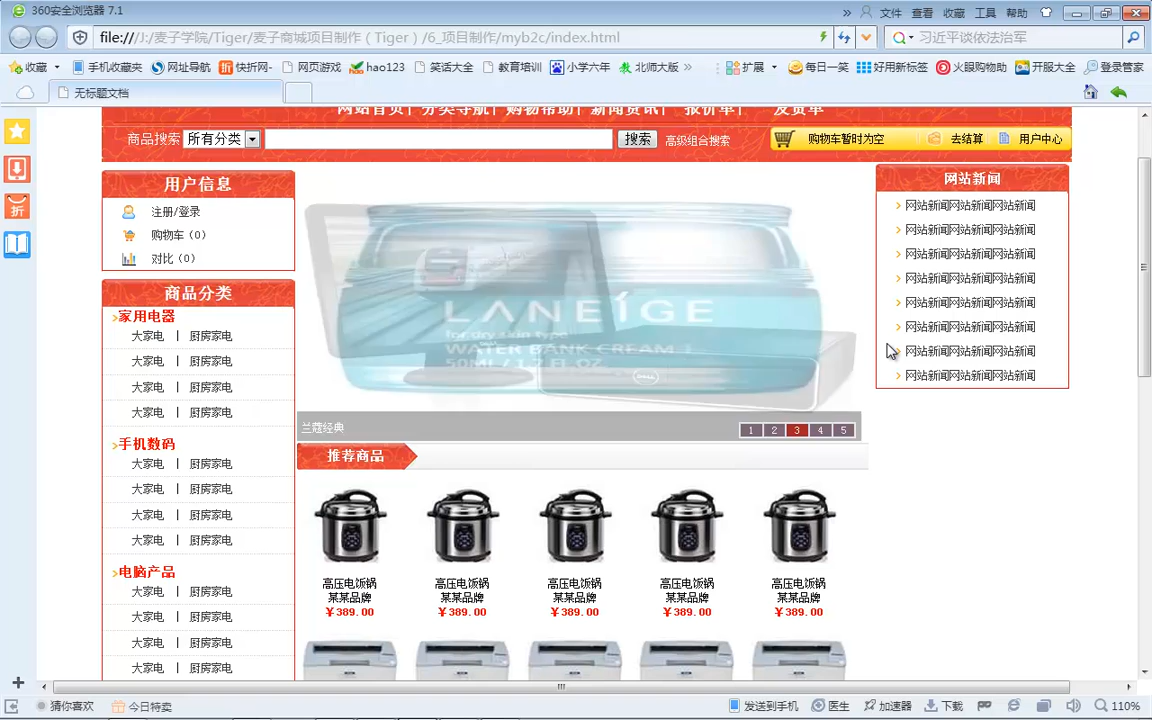 360安全浏览器 7.1
» 文件 查看 收藏 工具 帮助
file:///J:/麦子学院/Tiger/麦子商城项目制作（Tiger）/6_项目制作/myb2c/index.html
习近平谈依法治军
收藏 手机收藏夹 网址导航 快折网- 网页游戏 hao123 笑话大全 教育培训 小学六年 北师大版 » 扩展 每日一笑 好用新标签 火眼购物助 开服大全 登录管家
无标题文档
网站首页| 分类导航| 购物帮助| 新闻资讯| 报价单| 发货单
商品搜索 所有分类 搜索 高级组合搜索
购物车暂时为空 去结算 用户中心
折
用户信息
注册/登录
购物车（0）
对比（0）
商品分类
>家用电器
大家电 | 厨房家电
大家电 | 厨房家电
大家电 | 厨房家电
大家电 | 厨房家电
>手机数码
大家电 | 厨房家电
大家电 | 厨房家电
大家电 | 厨房家电
大家电 | 厨房家电
>电脑产品
大家电 | 厨房家电
大家电 | 厨房家电
大家电 | 厨房家电
大家电 | 厨房家电
LANEIGE
for dry skin type
WATER BANK CREAM
50ML / 1.7 FL. OZ.
DELL
兰蔻经典
1 2 3 4 5
推荐商品
高压电饭锅 高压电饭锅 高压电饭锅 高压电饭锅 高压电饭锅
某某品牌 某某品牌 某某品牌 某某品牌 某某品牌
￥389.00 ￥389.00 ￥389.00 ￥389.00 ￥389.00
网站新闻
> 网站新闻网站新闻网站新闻
> 网站新闻网站新闻网站新闻
> 网站新闻网站新闻网站新闻
> 网站新闻网站新闻网站新闻
> 网站新闻网站新闻网站新闻
> 网站新闻网站新闻网站新闻
> 网站新闻网站新闻网站新闻
> 网站新闻网站新闻网站新闻
猜你喜欢 今日特卖
发送到手机 医生 加速器 下载 110%